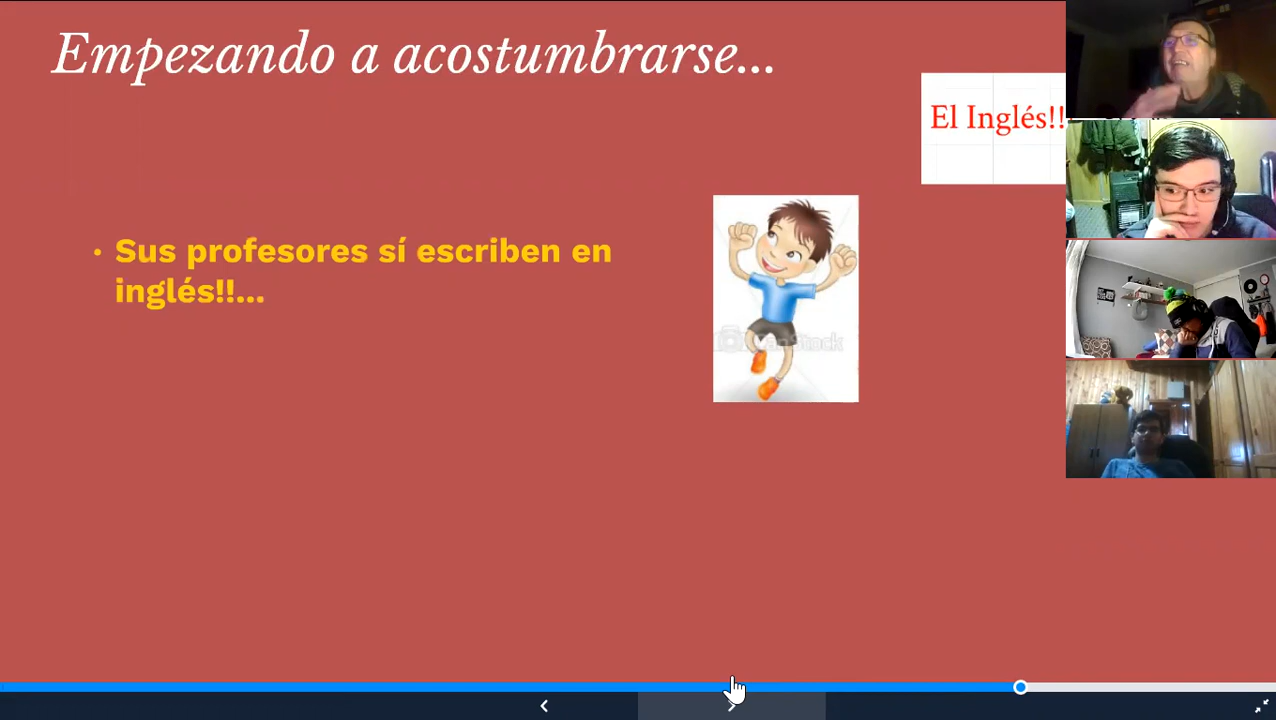 Empezando a acostumbrarse...
El Inglés!!
• Sus profesores sí escriben en
inglés!!...